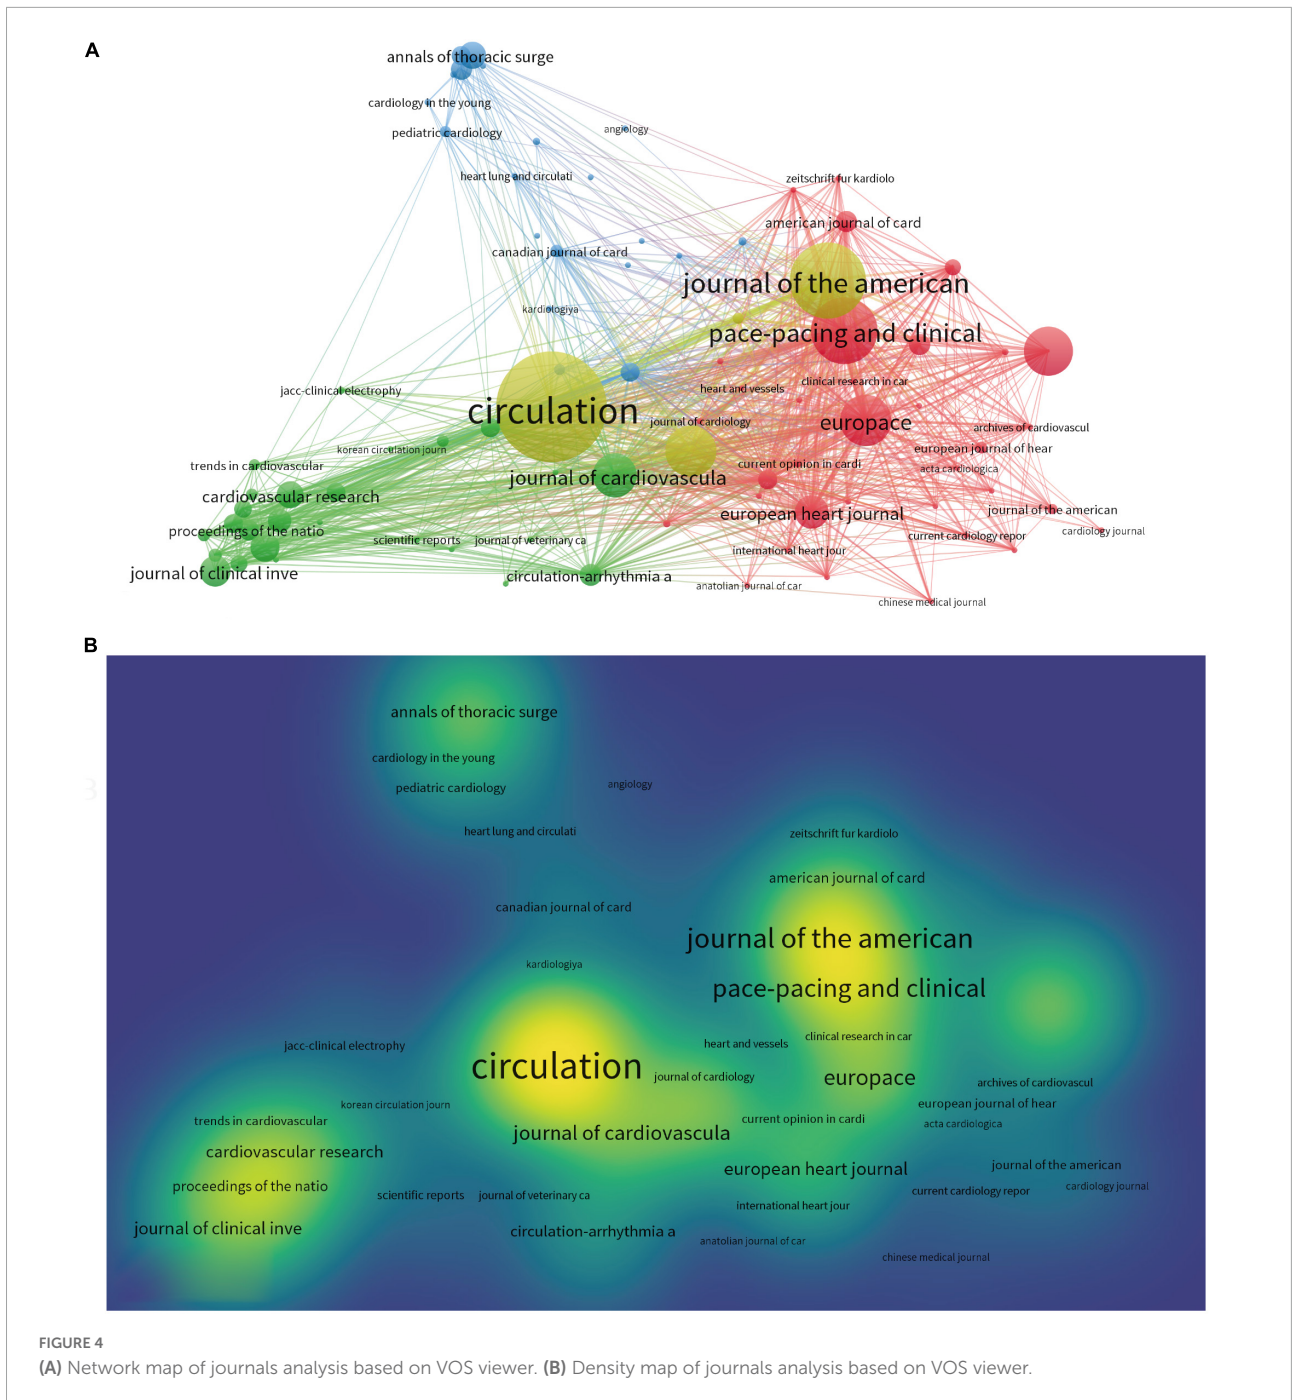 A
annals of thoracic surge
cardiology in the young
pediatric cardiology
angiology
heart lung and circulati
zeitschrift fur kardiolo
american journal of card
canadian journal of card
journal of the american
kardiologiya
pace-pacing and clinical
clinical research in car
jacc-clinical electrophy
heart and vessels
circulation
journal of cardiology
europace
archives of cardiovascul
korean circulation journ
european journal of hear
trends in cardiovascular
current opinion in cardi
acta cardiologica
journal of cardiovascula
cardiovascular research
european heart journal
journal of the american
proceedings of the natio
cardiology journal
scientific reports
journal of veterinary ca
current cardiology repor
international heart jour
journal of clinical inve
circulation-arrhythmia a
anatolian journal of car
chinese medical journal
B
annals of thoracic surge
cardiology in the young
pediatric cardiology
angiology
heart lung and circulati
zeitschrift fur kardiolo
american journal of card
canadian journal of card
journal of the american
kardiologiya
pace-pacing and clinical
clinical research in car
jacc-clinical electrophy
heart and vessels
circulation
journal of cardiology
europace
archives of cardiovascul
korean circulation journ
european journal of hear
trends in cardiovascular
current opinion in cardi
acta cardiologica
journal of cardiovascula
cardiovascular research
european heart journal
journal of the american
proceedings of the natio
cardiology journal
scientific reports
journal of veterinary ca
current cardiology repor
international heart jour
journal of clinical inve
circulation-arrhythmia a
anatolian journal of car
chinese medical journal
FIGURE 4
(A) Network map of journals analysis based on VOS viewer. (B) Density map of journals analysis based on VOS viewer.